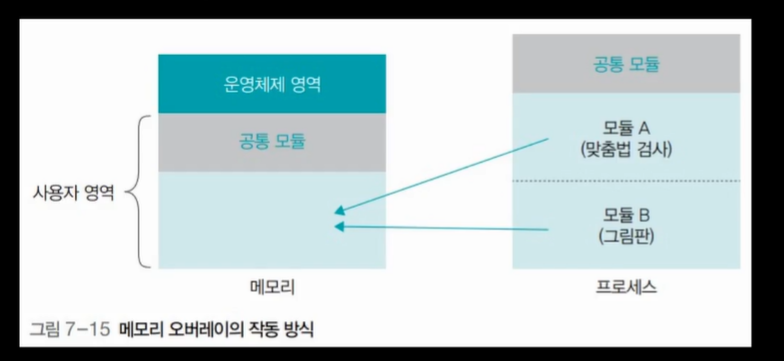 운영체제 영역
공통 모듈
사용자 영역
메모리
공통 모듈
모듈 A
(맞춤법 검사)
모듈 B
(그림판)
프로세스
그림 7-15 메모리 오버레이의 작동 방식